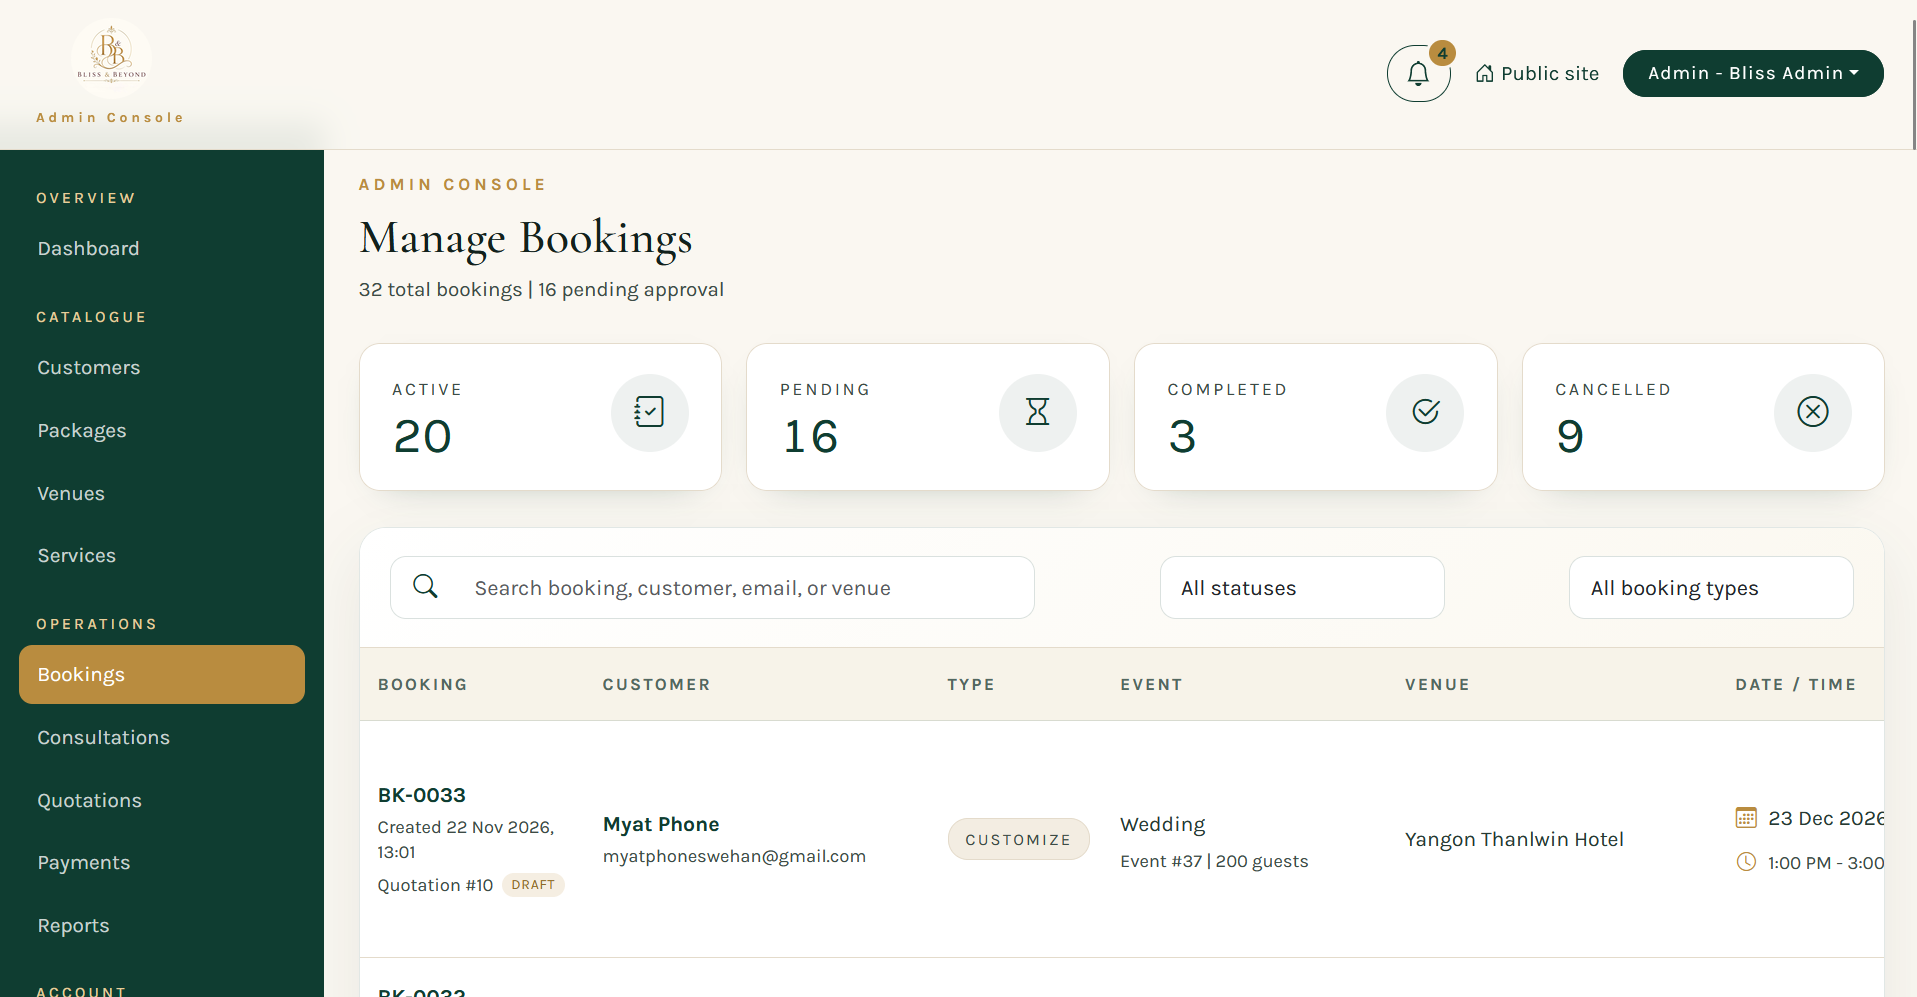 B&B
BLISS & BEYOND
Admin Console
4
Public site
Admin - Bliss Admin
OVERVIEW
Dashboard
CATALOGUE
Customers
Packages
Venues
Services
OPERATIONS
Bookings
Consultations
Quotations
Payments
Reports
ACCOUNT
ADMIN CONSOLE
Manage Bookings
32 total bookings | 16 pending approval
ACTIVE
20
PENDING
16
COMPLETED
3
CANCELLED
9
Search booking, customer, email, or venue
All statuses
All booking types
BOOKING CUSTOMER TYPE EVENT VENUE DATE / TIME
BK-0033
Created 22 Nov 2026,
13:01
Quotation #10 DRAFT
Myat Phone
myatphoneswehan@gmail.com
CUSTOMIZE
Wedding
Event #37 | 200 guests
Yangon Thanlwin Hotel
23 Dec 2026
1:00 PM - 3:00
BK-0032